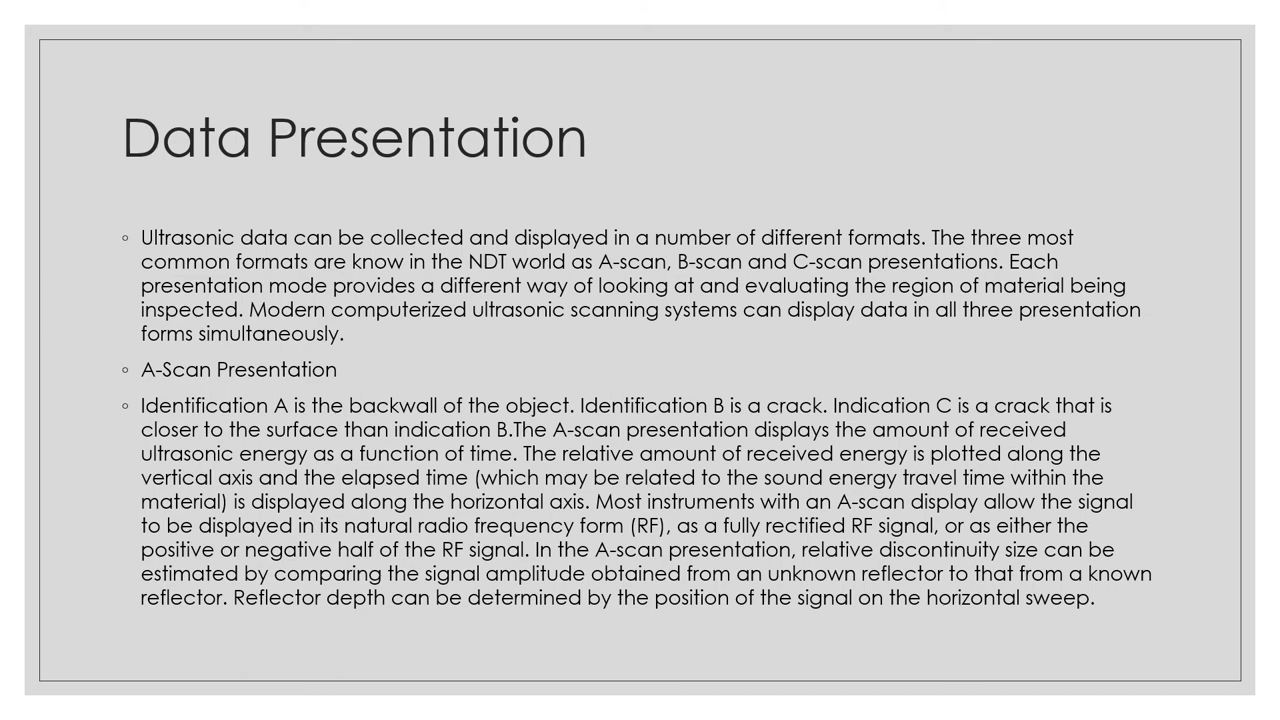 Data Presentation
◦ Ultrasonic data can be collected and displayed in a number of different formats. The three most
common formats are know in the NDT world as A-scan, B-scan and C-scan presentations. Each
presentation mode provides a different way of looking at and evaluating the region of material being
inspected. Modern computerized ultrasonic scanning systems can display data in all three presentation
forms simultaneously.
◦ A-Scan Presentation
◦ Identification A is the backwall of the object. Identification B is a crack. Indication C is a crack that is
closer to the surface than indication B.The A-scan presentation displays the amount of received
ultrasonic energy as a function of time. The relative amount of received energy is plotted along the
vertical axis and the elapsed time (which may be related to the sound energy travel time within the
material) is displayed along the horizontal axis. Most instruments with an A-scan display allow the signal
to be displayed in its natural radio frequency form (RF), as a fully rectified RF signal, or as either the
positive or negative half of the RF signal. In the A-scan presentation, relative discontinuity size can be
estimated by comparing the signal amplitude obtained from an unknown reflector to that from a known
reflector. Reflector depth can be determined by the position of the signal on the horizontal sweep.